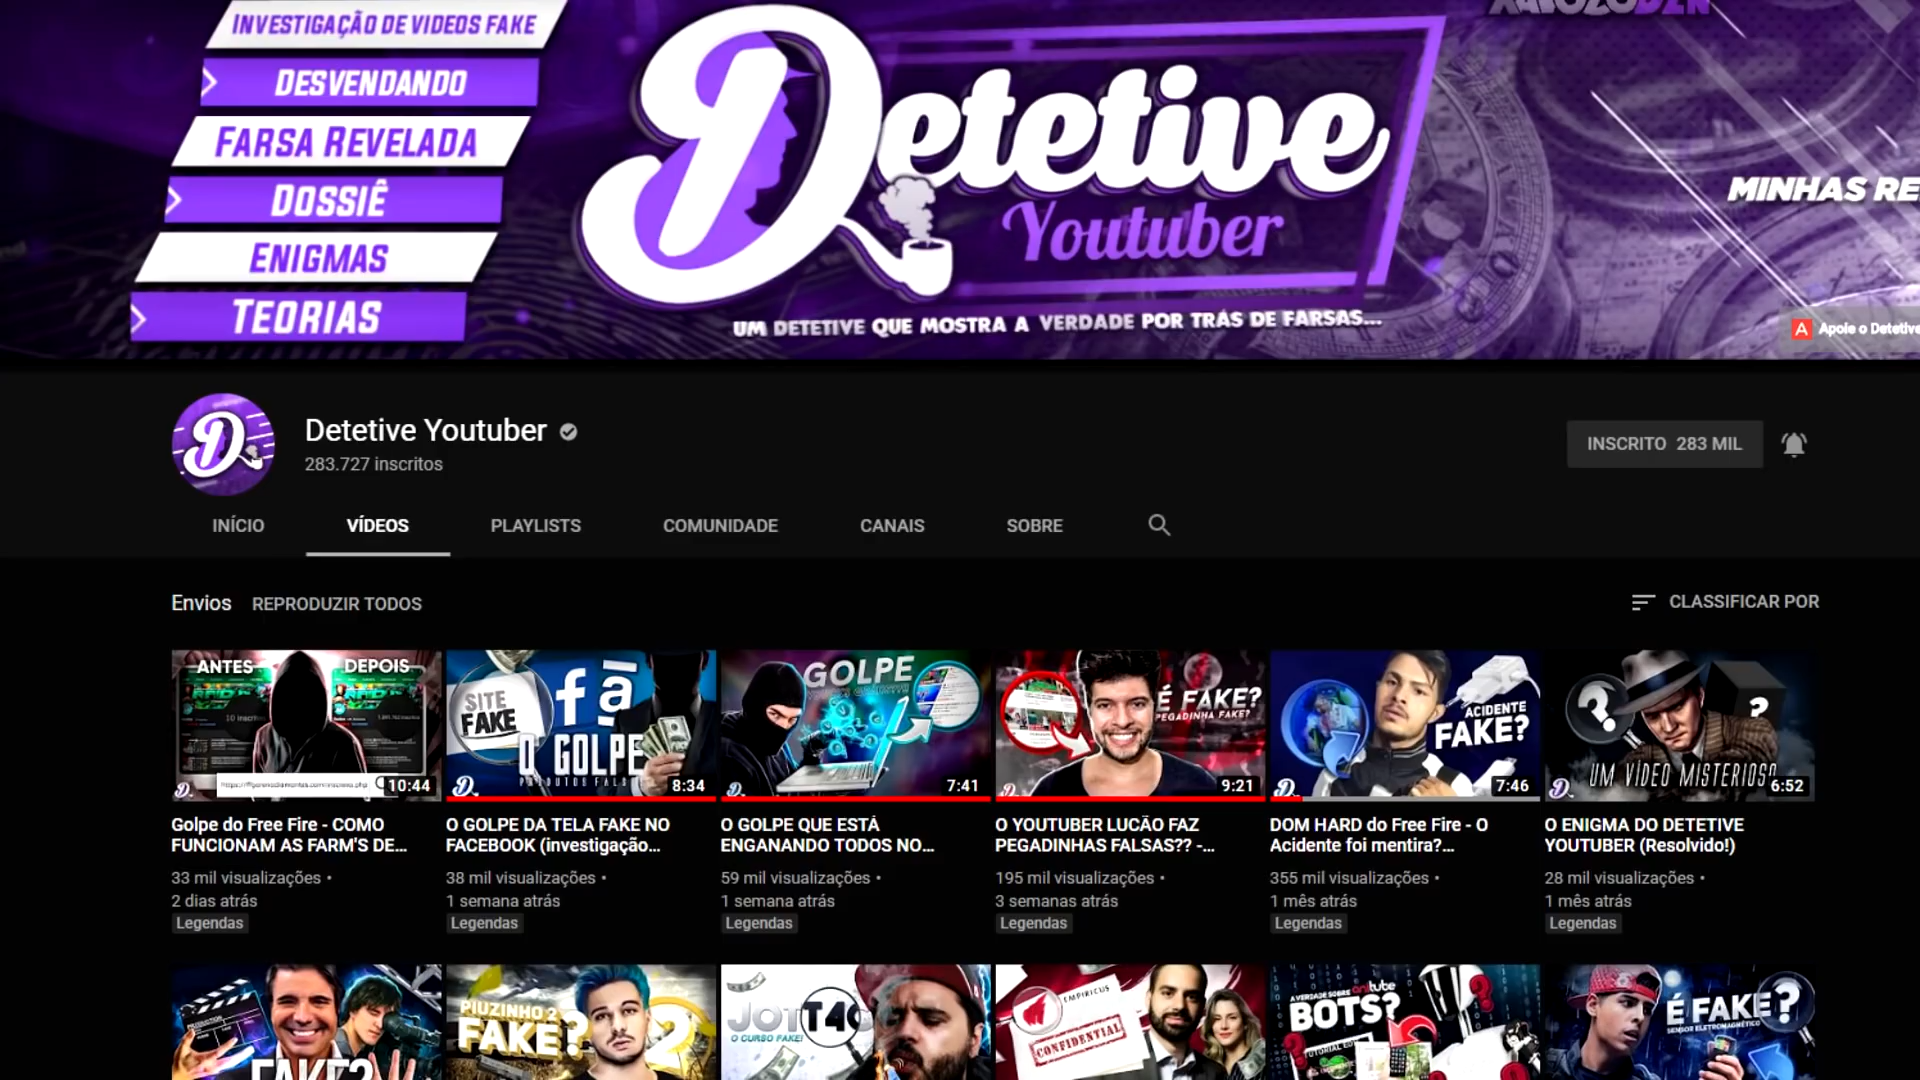 INVESTIGAÇÃO DE VIDEOS FAKE
DESVENDANDO
FARSA REVELADA
DOSSIÊ
ENIGMAS
TEORIAS
Detetive
Youtuber
UM DETETIVE QUE MOSTRA A VERDADE POR TRÁS DE FARSAS...
MINHAS RE
Apoie o Detetive
Detetive Youtuber
283.727 inscritos
INSCRITO 283 MIL
INÍCIO VÍDEOS PLAYLISTS COMUNIDADE CANAIS SOBRE
Envios REPRODUZIR TODOS
CLASSIFICAR POR
ANTES DEPOIS
10:44
SITE
FAKE
O GOLPE
8:34
GOLPE
7:41
É FAKE?
PEGADINHA FAKE?
9:21
ACIDENTE
FAKE?
7:46
?
?
UM VÍDEO MISTERIOSO
6:52
Golpe do Free Fire - COMO
FUNCIONAM AS FARM'S DE...
33 mil visualizações •
2 dias atrás
Legendas
O GOLPE DA TELA FAKE NO
FACEBOOK (investigação...
38 mil visualizações •
1 semana atrás
Legendas
O GOLPE QUE ESTÁ
ENGANANDO TODOS NO...
59 mil visualizações •
1 semana atrás
Legendas
O YOUTUBER LUCÃO FAZ
PEGADINHAS FALSAS?? -...
195 mil visualizações •
3 semanas atrás
Legendas
DOM HARD do Free Fire - O
Acidente foi mentira?...
355 mil visualizações •
1 mês atrás
Legendas
O ENIGMA DO DETETIVE
YOUTUBER (Resolvido!)
28 mil visualizações •
1 mês atrás
Legendas
PRODUCTION
FAKE?
PIUZINHO 2
FAKE?
2
O CURSO FAKE!
EMPIRICUS
CONFIDENTIAL
A VERDADE SOBRE anitube
BOTS?
É FAKE?
SENSOR ELETROMAGNÉTICO